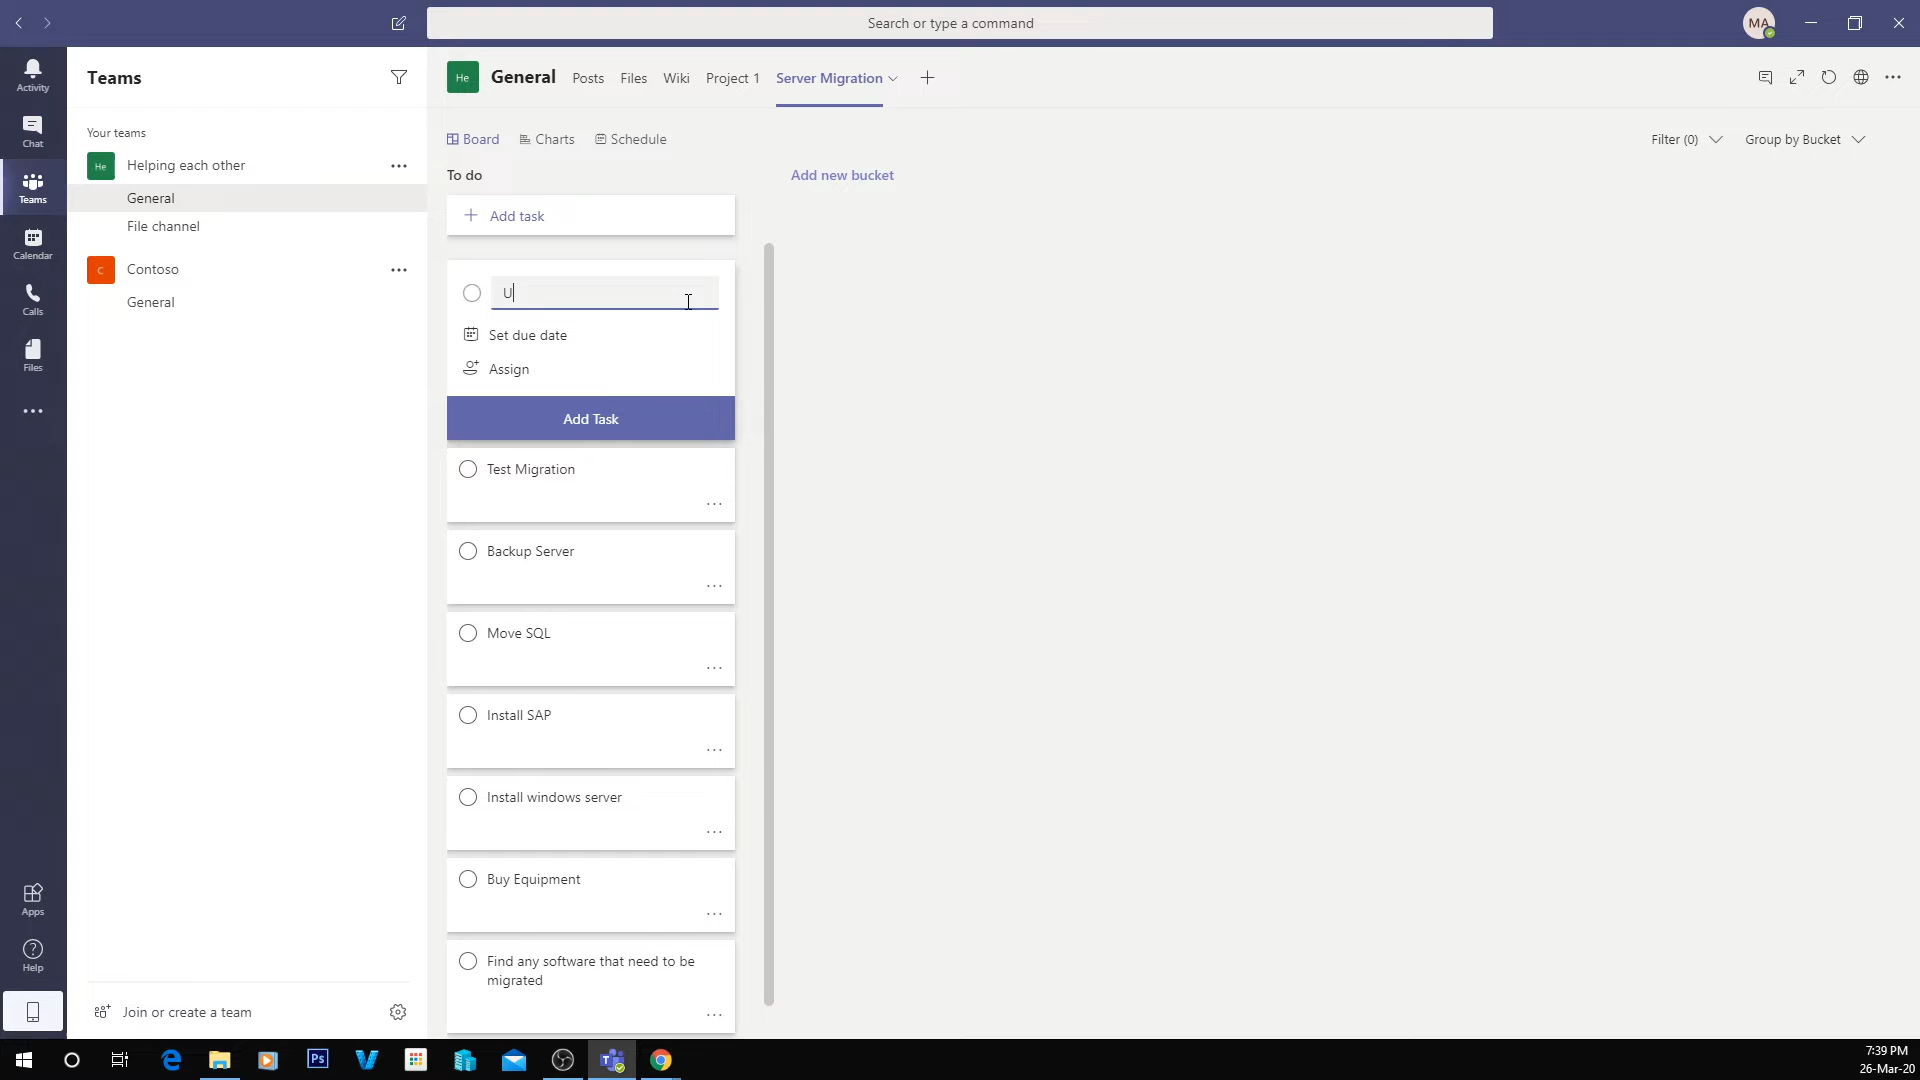 Search or type a command
MA
Activity
Chat
Teams
Calendar
Calls
Files
Apps
Help
Teams
Your teams
He Helping each other
General
File channel
C Contoso
General
Join or create a team
He General Posts Files Wiki Project 1 Server Migration
Board Charts Schedule
Filter (0) Group by Bucket
To do
Add new bucket
Add task
U
Set due date
Assign
Add Task
Test Migration
Backup Server
Move SQL
Install SAP
Install windows server
Buy Equipment
Find any software that need to be
migrated
Ps
7:39 PM
26-Mar-20